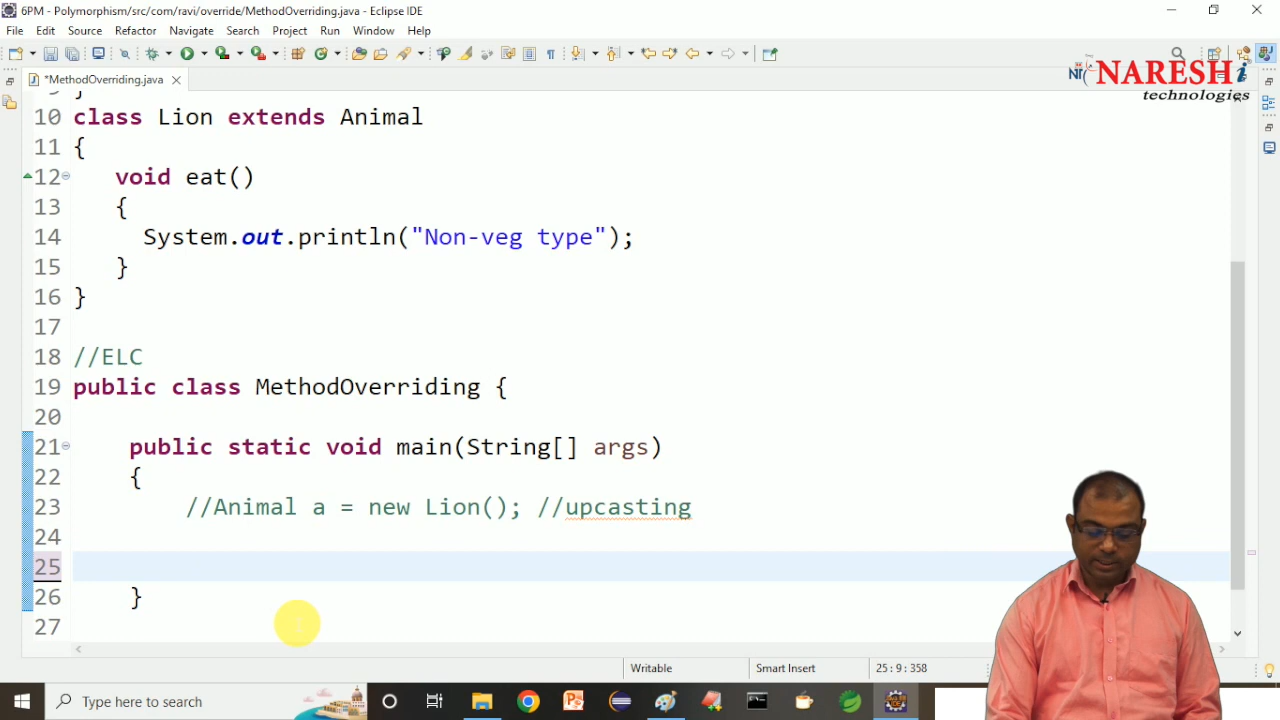 6PM - Polymorphism/src/com/ravi/override/MethodOverriding.java - Eclipse IDE
File Edit Source Refactor Navigate Search Project Run Window Help
*MethodOverriding.java
NARESH i
technologies
10 class Lion extends Animal
11 {
12 void eat()
13 {
14 System.out.println("Non-veg type");
15 }
16 }
17
18 //ELC
19 public class MethodOverriding {
20
21 public static void main(String[] args)
22 {
23 //Animal a = new Lion(); //upcasting
24
25
26 }
27
Writable Smart Insert 25 : 9 : 358
Type here to search